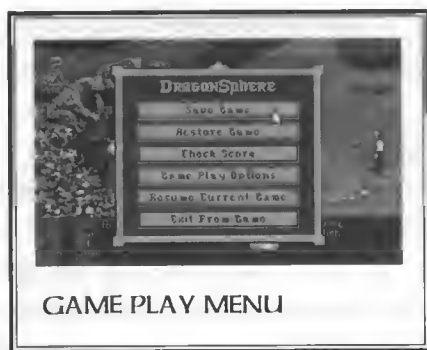 DRAGONSPHERE
Save Game
Restore Game
Check Score
Game Play Options
Resume Current Game
Exit From Game
GAME PLAY MENU